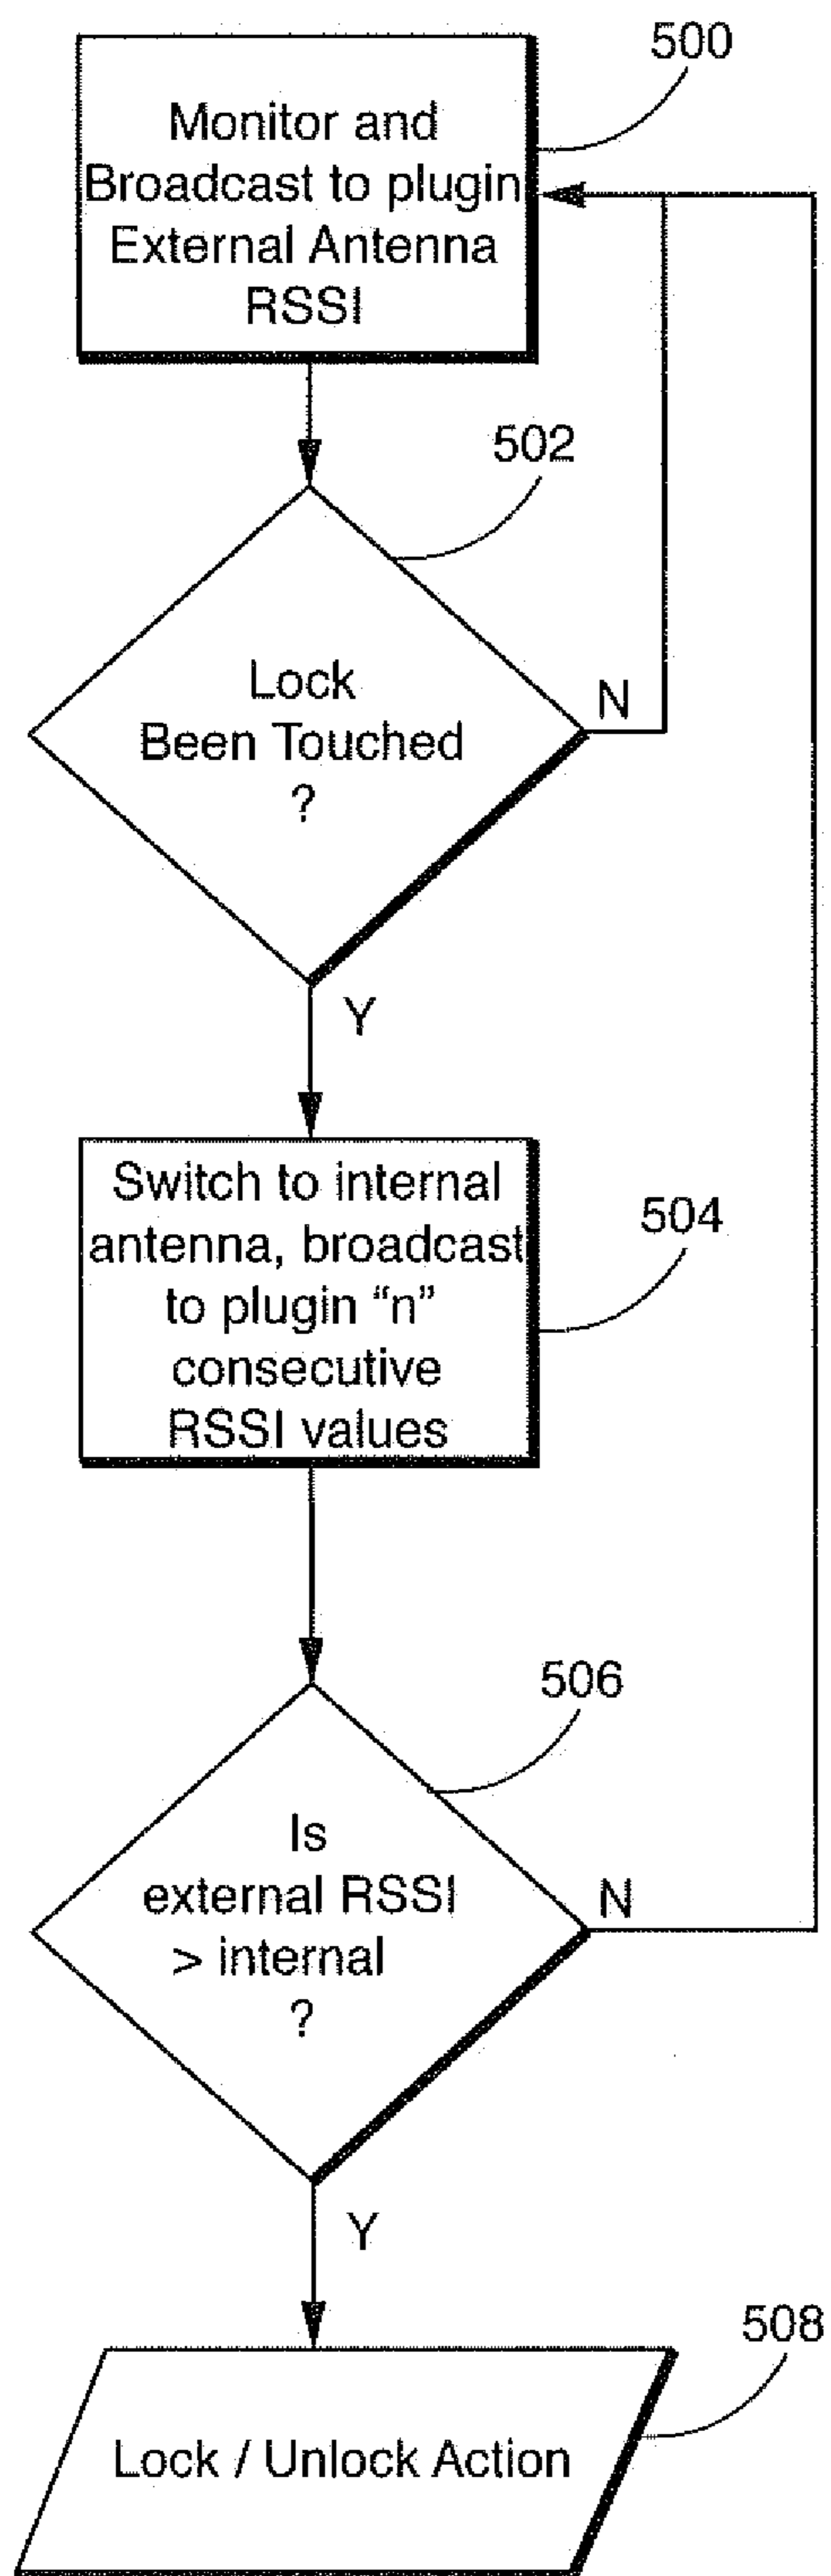 500
Monitor and
Broadcast to plugin
External Antenna
RSSI
502
Lock
Been Touched
?
N
Y
Switch to internal
antenna, broadcast
to plugin “n”
consecutive
RSSI values
504
506
Is
external RSSI
> internal
?
N
Y
508
Lock / Unlock Action